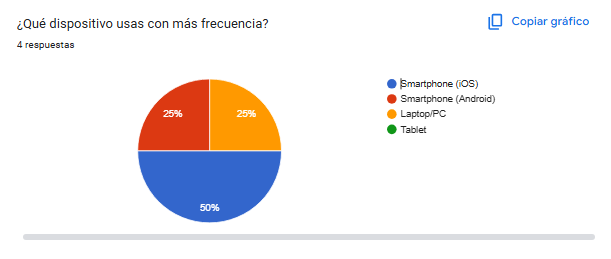 ¿Qué dispositivo usas con más frecuencia?
Copiar gráfico
4 respuestas
Smartphone (iOS)
Smartphone (Android)
Laptop/PC
Tablet
25%
25%
50%